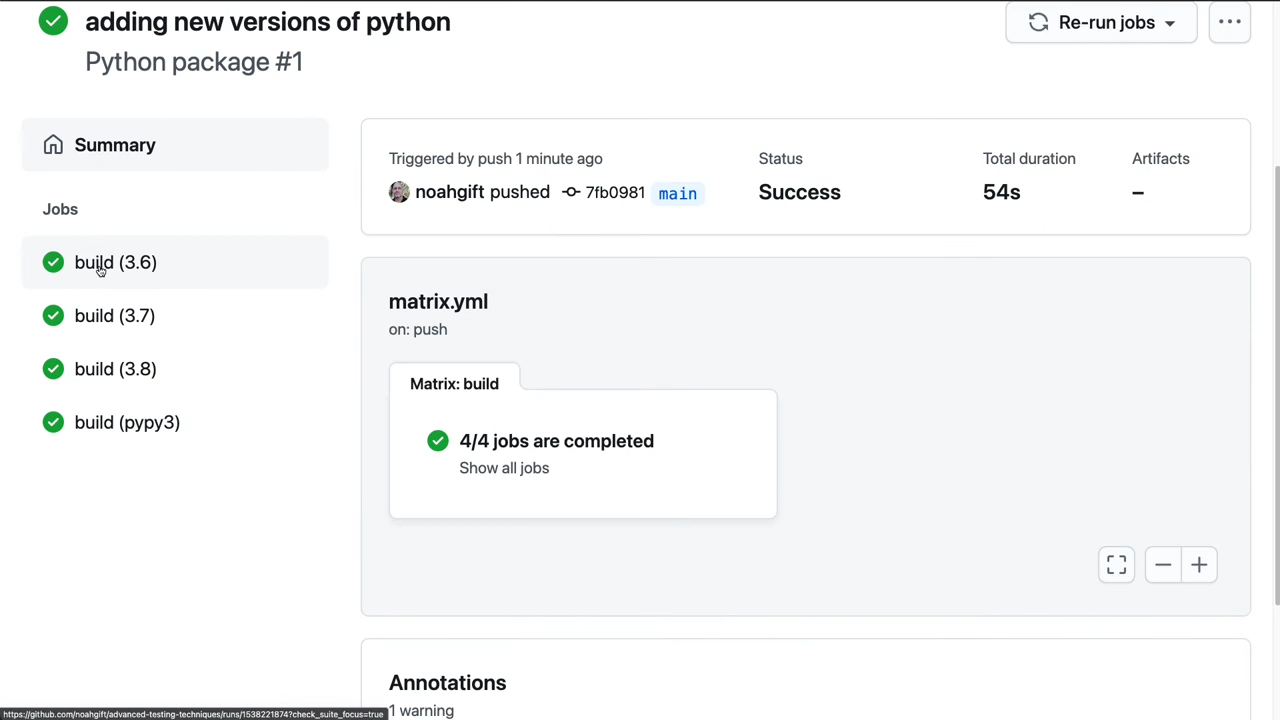 adding new versions of python
Re-run jobs
Python package #1
Summary
Jobs
build (3.6)
build (3.7)
build (3.8)
build (pypy3)
Triggered by push 1 minute ago
noahgift pushed 7fb0981 main
Status
Success
Total duration
54s
Artifacts
–
matrix.yml
on: push
Matrix: build
4/4 jobs are completed
Show all jobs
Annotations
1 warning
https://github.com/noahgift/advanced-testing-techniques/runs/1538221874?check_suite_focus=true